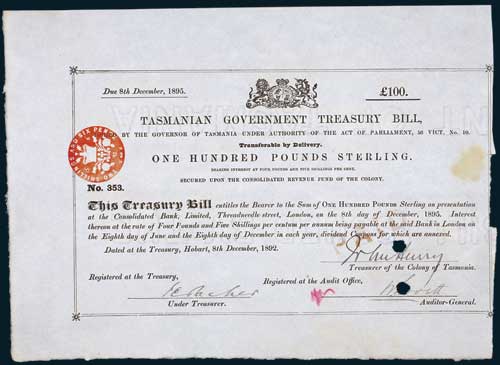 Due 8th December, 1895.
£100.
TASMANIAN GOVERNMENT TREASURY BILL,
BY THE GOVERNOR OF TASMANIA UNDER AUTHORITY OF THE ACT OF PARLIAMENT, 56 VICT, No. 10.
Transferable by Delivery.
ONE HUNDRED POUNDS STERLING.
BEARING INTEREST AT FOUR POUNDS AND FIVE SHILLINGS PER CENT.
SECURED UPON THE CONSOLIDATED REVENUE FUND OF THE COLONY.
No. 353.
This Treasury Bill entitles the Bearer to the Sum of ONE HUNDRED POUNDS Sterling on presentation
at the Consolidated Bank, Limited, Threadneedle street, London, on the 8th day of December, 1895. Interest
thereon at the rate of Four Pounds and Five Shillings per centum per annum being payable at the said Bank in London on
the Eighth day of June and the Eighth day of December in each year, dividend Coupons for which are annexed.
Dated at the Treasury, Hobart, 8th December, 1892.
Treasurer of the Colony of Tasmania.
Registered at the Treasury,
Registered at the Audit Office,
Under Treasurer.
Auditor-General.